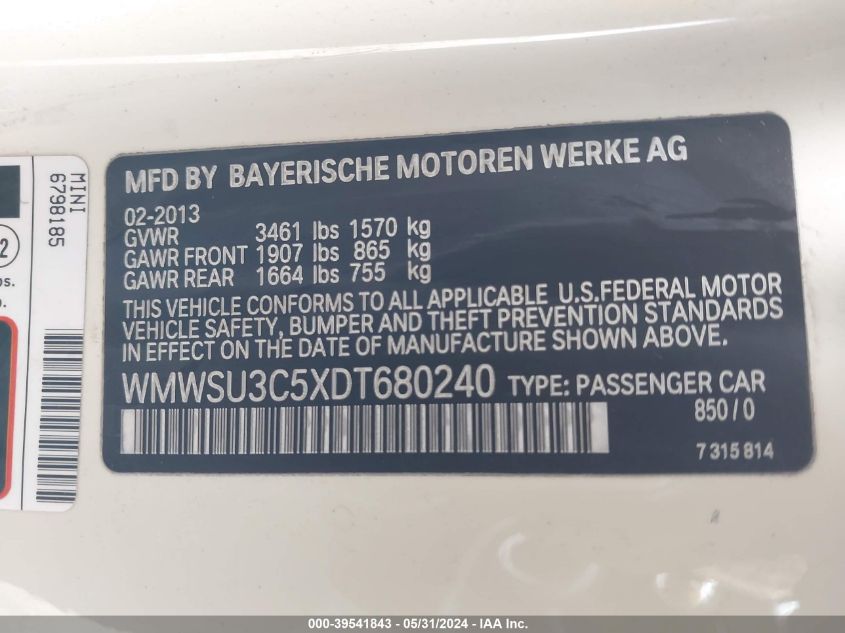 MINI
6798185
2
bs.
MFD BY BAYERISCHE MOTOREN WERKE AG
02-2013
GVWR 3461 lbs 1570 kg
GAWR FRONT 1907 lbs 865 kg
GAWR REAR 1664 lbs 755 kg
THIS VEHICLE CONFORMS TO ALL APPLICABLE U.S.FEDERAL MOTOR
VEHICLE SAFETY, BUMPER AND THEFT PREVENTION STANDARDS
IN EFFECT ON THE DATE OF MANUFACTURE SHOWN ABOVE.
WMWSU3C5XDT680240 TYPE: PASSENGER CAR
850/0
7315814
000-39541843 - 05/31/2024 - IAA Inc.